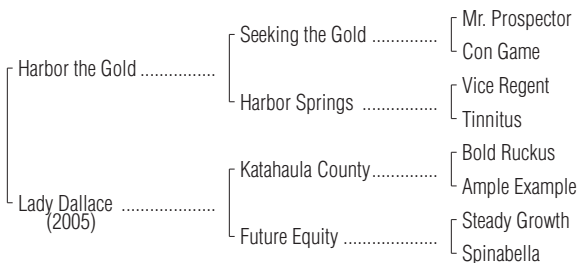 Mr. Prospector
Seeking the Gold ..............
Con Game
Harbor the Gold ................
Vice Regent
Harbor Springs ................
Tinnitus
Bold Ruckus
Katahaula County..............
Ample Example
Lady Dallace ....................
(2005)
Steady Growth
Future Equity ....................
Spinabella